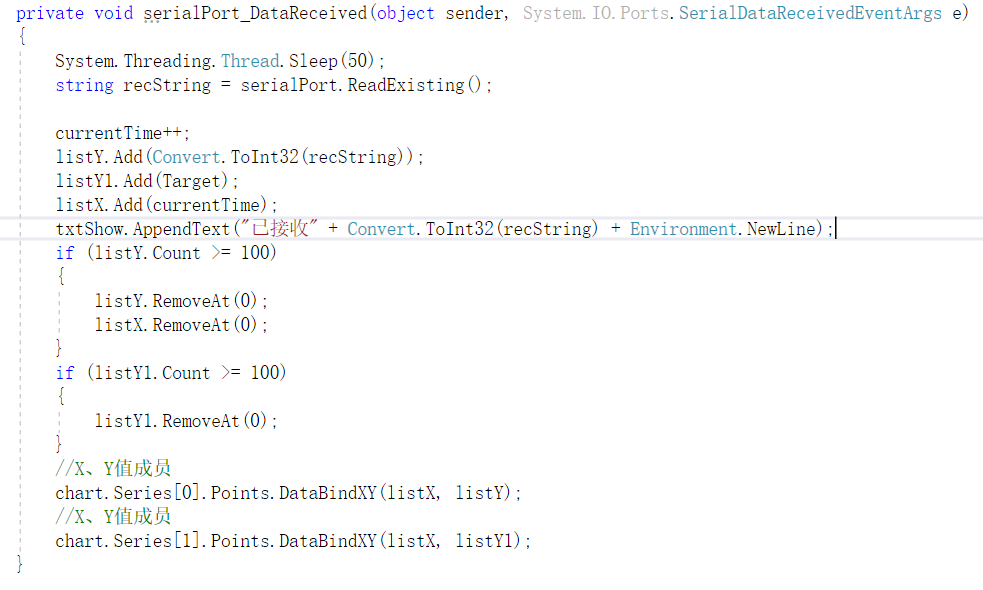 private void serialPort_DataReceived(object sender, System.IO.Ports.SerialDataReceivedEventArgs e)
{
    System.Threading.Thread.Sleep(50);
    string recString = serialPort.ReadExisting();

    currentTime++;
    listY.Add(Convert.ToInt32(recString));
    listY1.Add(Target);
    listX.Add(currentTime);
    txtShow.AppendText("已接收" + Convert.ToInt32(recString) + Environment.NewLine);
    if (listY.Count >= 100)
    {
        listY.RemoveAt(0);
        listX.RemoveAt(0);
    }
    if (listY1.Count >= 100)
    {
        listY1.RemoveAt(0);
    }
    //X、Y值成员
    chart.Series[0].Points.DataBindXY(listX, listY);
    //X、Y值成员
    chart.Series[1].Points.DataBindXY(listX, listY1);
}